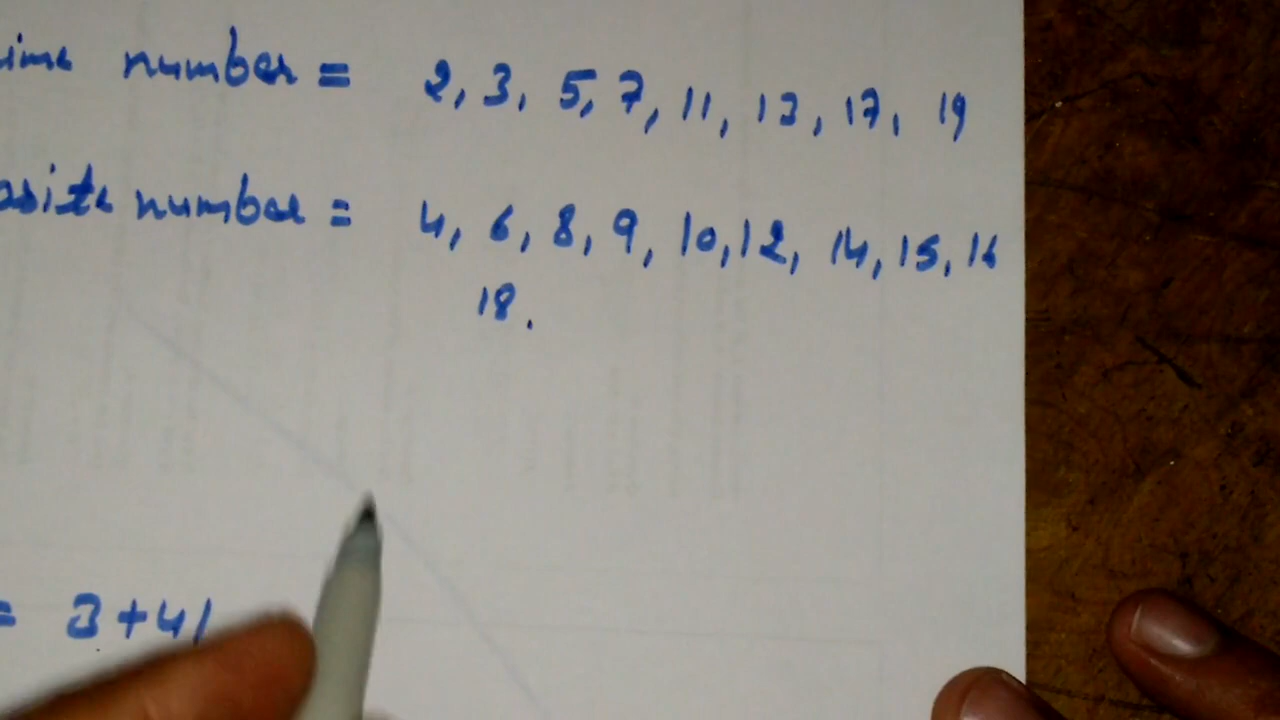 number = 2, 3, 5, 7, 11, 13, 17, 19
number = 4, 6, 8, 9, 10, 12, 14, 15, 16
18.
= 3 + 41